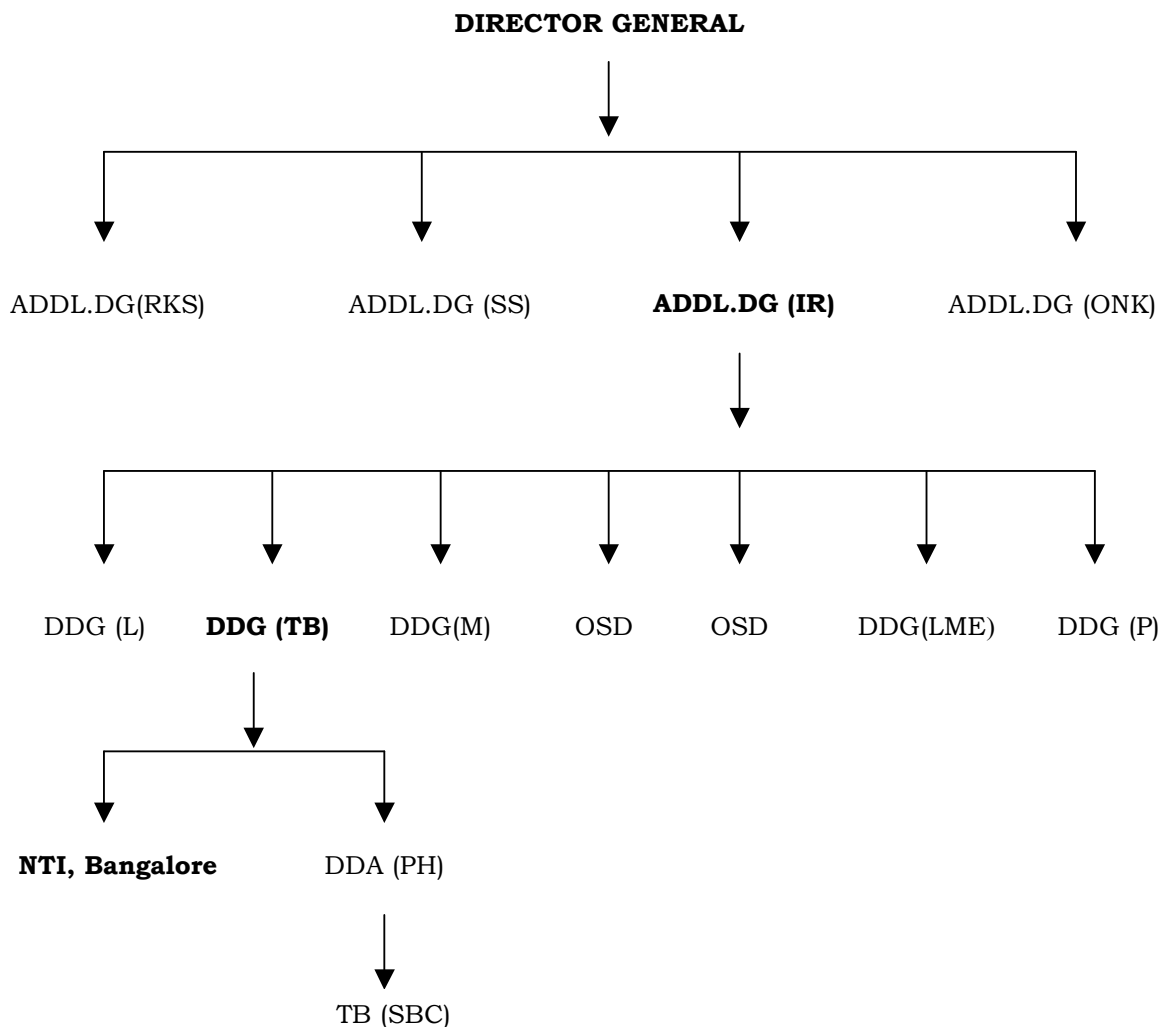 DIRECTOR GENERAL
ADDL.DG(RKS) ADDL.DG (SS) ADDL.DG (IR) ADDL.DG (ONK)
DDG (L) DDG (TB) DDG(M) OSD OSD DDG(LME) DDG (P)
NTI, Bangalore DDA (PH)
TB (SBC)